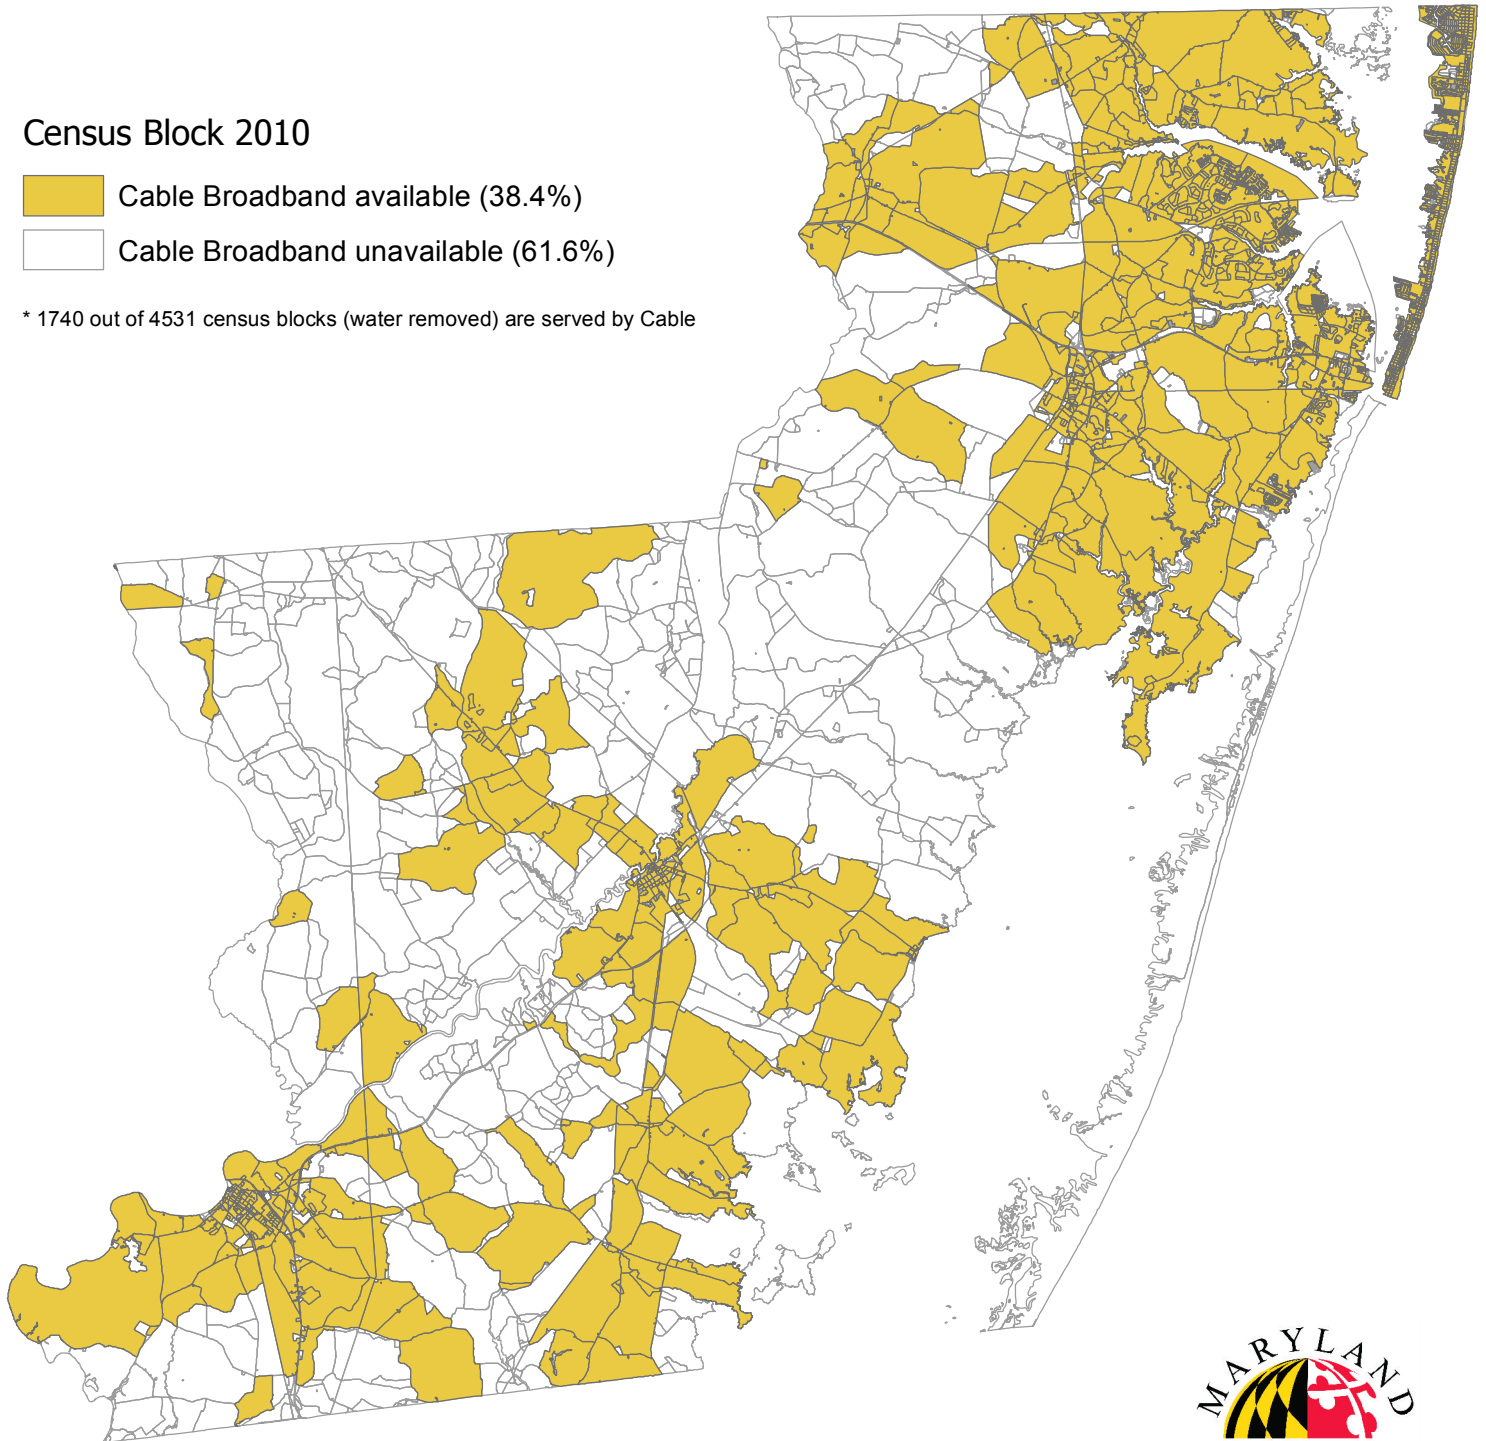 Census Block 2010
Cable Broadband available (38.4%)
Cable Broadband unavailable (61.6%)
* 1740 out of 4531 census blocks (water removed) are served by Cable
MARYLAND